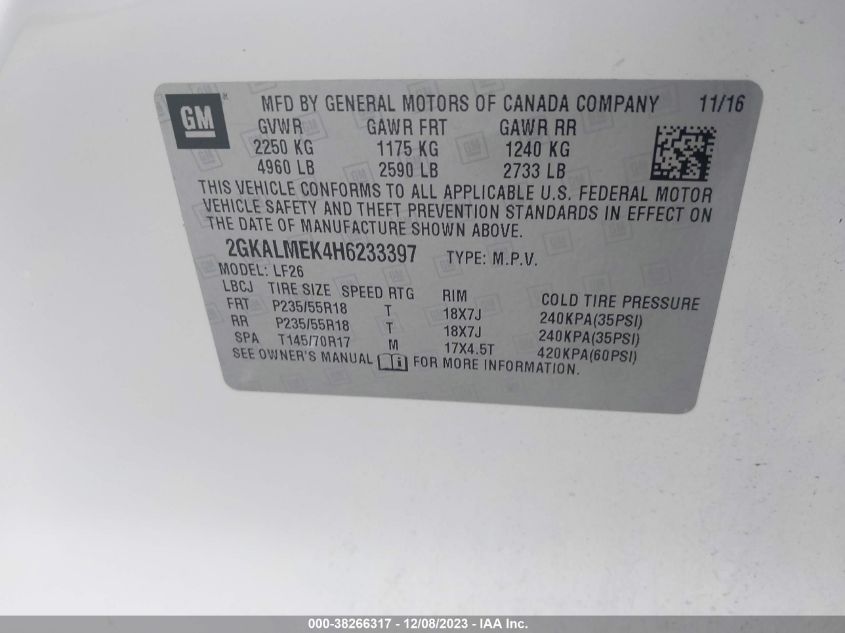 GM MFD BY GENERAL MOTORS OF CANADA COMPANY 11/16
GVWR GAWR FRT GAWR RR
2250 KG 1175 KG 1240 KG
4960 LB 2590 LB 2733 LB
THIS VEHICLE CONFORMS TO ALL APPLICABLE U.S. FEDERAL MOTOR
VEHICLE SAFETY AND THEFT PREVENTION STANDARDS IN EFFECT ON
THE DATE OF MANUFACTURE SHOWN ABOVE.
2GKALMEK4H6233397 TYPE: M.P.V.
MODEL: LF26
LBCJ TIRE SIZE SPEED RTG RIM COLD TIRE PRESSURE
FRT P235/55R18 T 18X7J 240KPA(35PSI)
RR P235/55R18 T 18X7J 240KPA(35PSI)
SPA T145/70R17 M 17X4.5T 420KPA(60PSI)
SEE OWNER'S MANUAL FOR MORE INFORMATION.
000-38266317 - 12/08/2023 - IAA Inc.